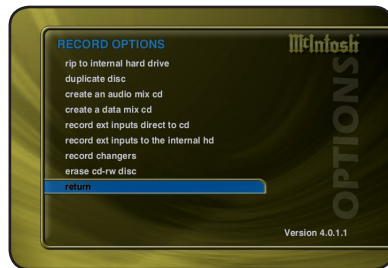 RECORD OPTIONS
McIntosh
rip to internal hard drive
duplicate disc
create an audio mix cd
create a data mix cd
record ext inputs direct to cd
record ext inputs to the internal hd
record changers
erase cd-rw disc
return
OPTIONS
Version 4.0.1.1